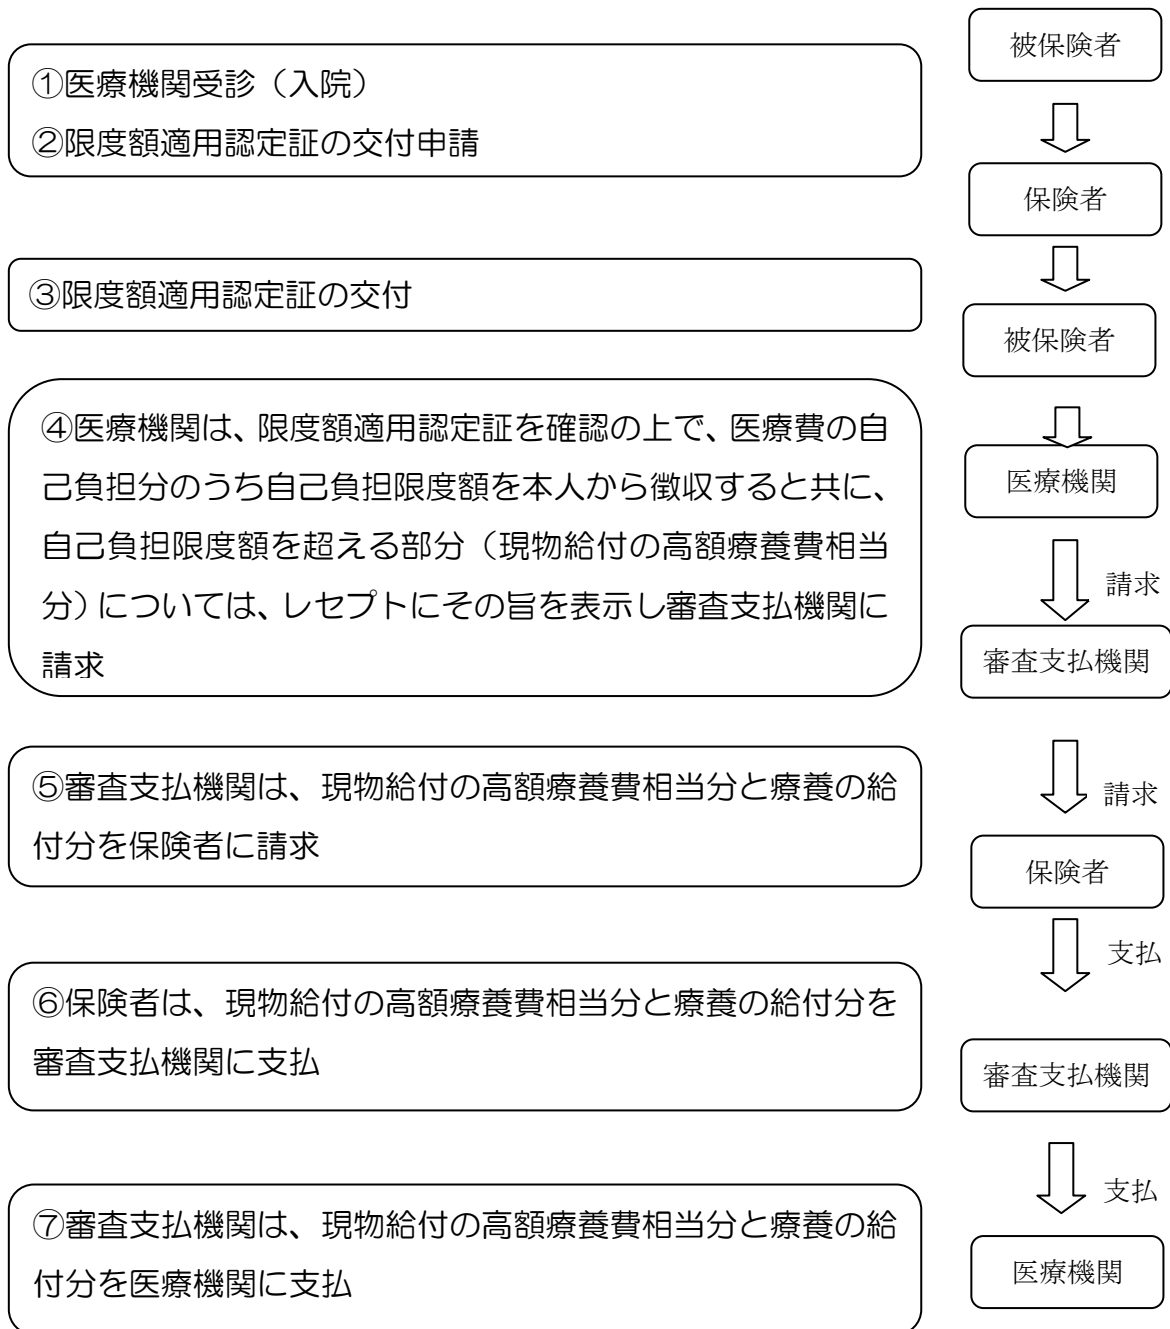 被保険者
①医療機関受診（入院）
②限度額適用認定証の交付申請
保険者
③限度額適用認定証の交付
被保険者
④医療機関は、限度額適用認定証を確認の上で、医療費の自
己負担分のうち自己負担限度額を本人から徴収すると共に、
自己負担限度額を超える部分（現物給付の高額療養費相当
分）については、レセプトにその旨を表示し審査支払機関に
請求
医療機関
請求
審査支払機関
⑤審査支払機関は、現物給付の高額療養費相当分と療養の給
付分を保険者に請求
請求
保険者
支払
⑥保険者は、現物給付の高額療養費相当分と療養の給付分を
審査支払機関に支払
審査支払機関
支払
⑦審査支払機関は、現物給付の高額療養費相当分と療養の給
付分を医療機関に支払
医療機関